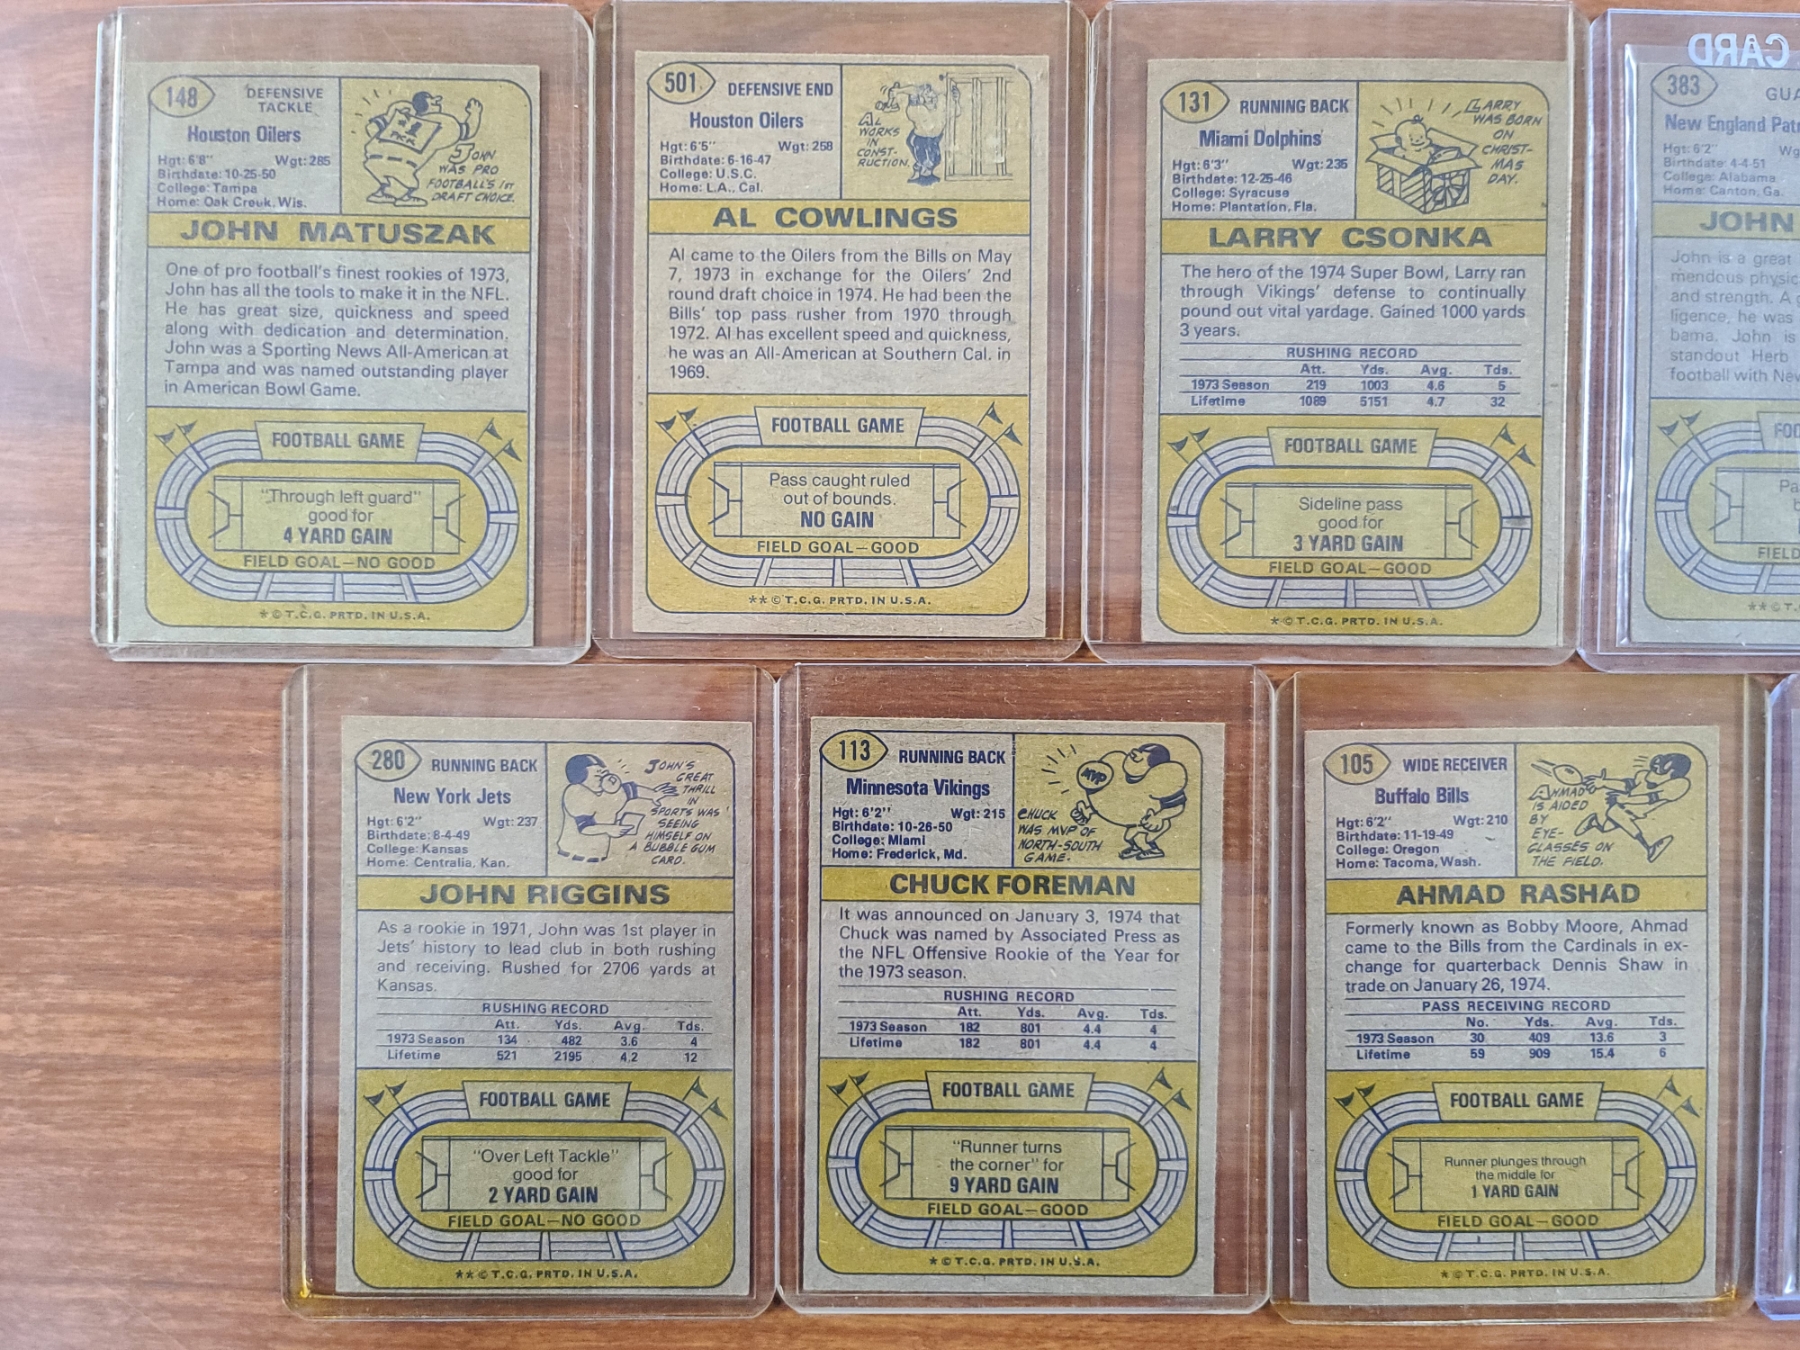 148
DEFENSIVE
TACKLE
Houston Oilers
Hgt: 6'8" Wgt: 285
Birthdate: 10-25-50
College: Tampa
Home: Oak Creuk, Wis.
JOHN
WAS PRO
FOOTBALL'S 1ST
DRAFT CHOICE.
JOHN MATUSZAK
One of pro football's finest rookies of 1973,
John has all the tools to make it in the NFL.
He has great size, quickness and speed
along with dedication and determination.
John was a Sporting News All-American at
Tampa and was named outstanding player
in American Bowl Game.
FOOTBALL GAME
"Through left guard"
good for
4 YARD GAIN
FIELD GOAL—NO GOOD
* © T.C.G. PRTD. IN U.S.A.
501
DEFENSIVE END
Houston Oilers
Hgt: 6'5" Wgt: 258
Birthdate: 6-16-47
College: U.S.C.
Home: L.A., Cal.
AL
WORKS
IN
CONST-
RUCTION.
AL COWLINGS
Al came to the Oilers from the Bills on May
7, 1973 in exchange for the Oilers' 2nd
round draft choice in 1974. He had been the
Bills' top pass rusher from 1970 through
1972. Al has excellent speed and quickness,
he was an All-American at Southern Cal. in
1969.
FOOTBALL GAME
Pass caught ruled
out of bounds.
NO GAIN
FIELD GOAL—GOOD
** © T.C.G. PRTD. IN U.S.A.
131
RUNNING BACK
Miami Dolphins
Hgt: 6'3" Wgt: 235
Birthdate: 12-25-46
College: Syracuse
Home: Plantation, Fla.
LARRY
WAS BORN
ON
CHRIST-
MAS
DAY.
LARRY CSONKA
The hero of the 1974 Super Bowl, Larry ran
through Vikings' defense to continually
pound out vital yardage. Gained 1000 yards
3 years.
RUSHING RECORD
Att. Yds. Avg. Tds.
1973 Season 219 1003 4.6 5
Lifetime 1089 5151 4.7 32
FOOTBALL GAME
Sideline pass
good for
3 YARD GAIN
FIELD GOAL—GOOD
* © T.C.G. PRTD. IN U.S.A.
CARD
383
GUA
New England Patr
Hgt: 6'2" Wg
Birthdate: 4-4-51
College: Alabama
Home: Canton, Ga.
JOHN
John is a great
mendous physic
and strength. A g
ligence, he was
bama. John is
standout Herb
football with New
FOO
Pa
b
FIELD
** © T.
280
RUNNING BACK
New York Jets
Hgt: 6'2" Wgt: 237
Birthdate: 8-4-49
College: Kansas
Home: Centralia, Kan.
JOHN'S
GREAT
THRILL
IN
SPORTS WAS
SEEING
HIMSELF ON
A BUBBLE GUM
CARD.
JOHN RIGGINS
As a rookie in 1971, John was 1st player in
Jets' history to lead club in both rushing
and receiving. Rushed for 2706 yards at
Kansas.
RUSHING RECORD
Att. Yds. Avg. Tds.
1973 Season 134 482 3.6 4
Lifetime 521 2195 4.2 12
FOOTBALL GAME
"Over Left Tackle"
good for
2 YARD GAIN
FIELD GOAL—NO GOOD
** © T.C.G. PRTD. IN U.S.A.
113
RUNNING BACK
Minnesota Vikings
Hgt: 6'2" Wgt: 215
Birthdate: 10-26-50
College: Miami
Home: Frederick, Md.
MVP
CHUCK
WAS MVP OF
NORTH-SOUTH
GAME.
CHUCK FOREMAN
It was announced on January 3, 1974 that
Chuck was named by Associated Press as
the NFL Offensive Rookie of the Year for
the 1973 season.
RUSHING RECORD
Att. Yds. Avg. Tds.
1973 Season 182 801 4.4 4
Lifetime 182 801 4.4 4
FOOTBALL GAME
"Runner turns
the corner" for
9 YARD GAIN
FIELD GOAL—GOOD
* © T.C.G. PRTD. IN U.S.A.
105
WIDE RECEIVER
Buffalo Bills
Hgt: 6'2" Wgt: 210
Birthdate: 11-19-49
College: Oregon
Home: Tacoma, Wash.
AHMAD
IS AIDED
BY
EYE-
GLASSES ON
THE FIELD.
AHMAD RASHAD
Formerly known as Bobby Moore, Ahmad
came to the Bills from the Cardinals in ex-
change for quarterback Dennis Shaw in
trade on January 26, 1974.
PASS RECEIVING RECORD
No. Yds. Avg. Tds.
1973 Season 30 409 13.6 3
Lifetime 59 909 15.4 6
FOOTBALL GAME
Runner plunges through
the middle for
1 YARD GAIN
FIELD GOAL—GOOD
* © T.C.G. PRTD. IN U.S.A.